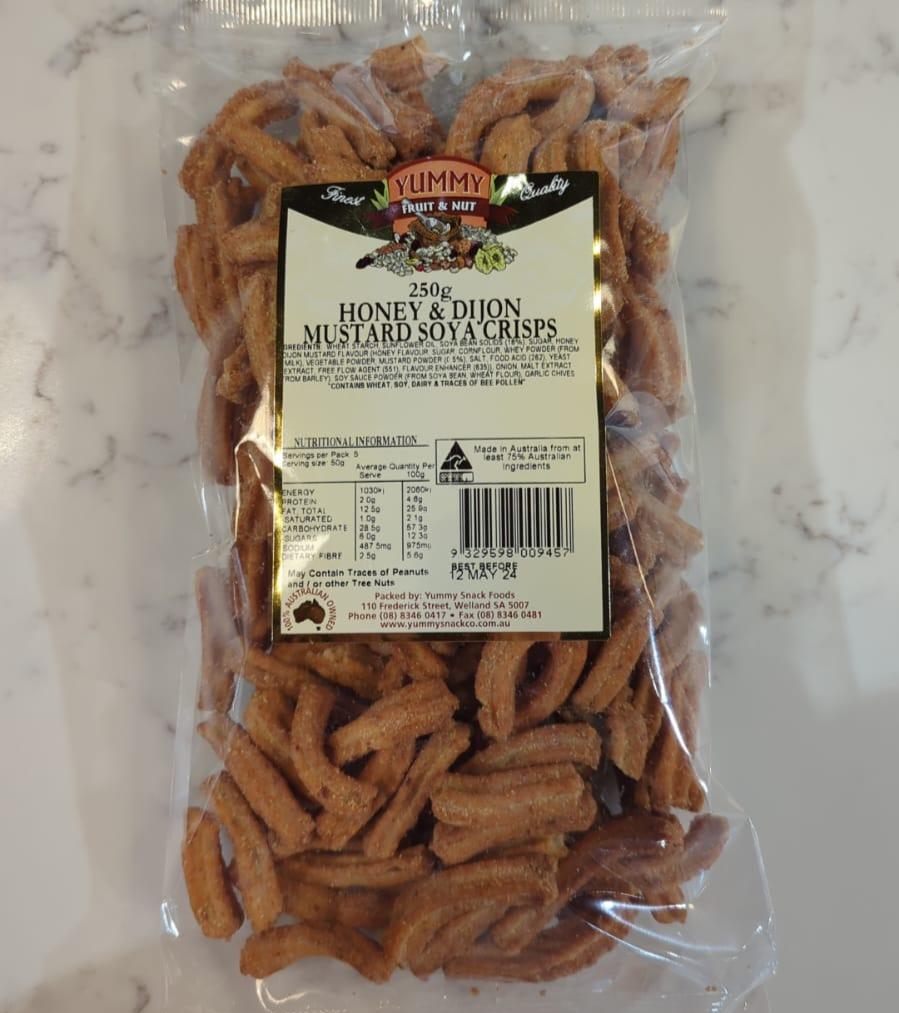 Finest
YUMMY
Quality
FRUIT & NUT
250g
HONEY & DIJON
MUSTARD SOYA CRISPS
GREDIENTS: WHEAT STARCH, SUNFLOWER OIL, SOYA BEAN SOLIDS (16%), SUGAR, HONEY
DIJON MUSTARD FLAVOUR (HONEY FLAVOUR, SUGAR, CORNFLOUR, WHEY POWDER (FROM
MILK), VEGETABLE POWDER, MUSTARD POWDER (0.5%), SALT, FOOD ACID (262), YEAST
EXTRACT, FREE FLOW AGENT (551), FLAVOUR ENHANCER (635)), ONION, MALT EXTRACT
ROM BARLEY), SOY SAUCE POWDER (FROM SOYA BEAN, WHEAT FLOUR), GARLIC CHIVES
"CONTAINS WHEAT, SOY, DAIRY & TRACES OF BEE POLLEN"
NUTRITIONAL INFORMATION
Servings per Pack 5
Serving size: 50g
Average Quantity Per
Serve 100g
ENERGY 1030kj 2060kj
PROTEIN 2.0g 4.6g
FAT, TOTAL 12.5g 25.9g
SATURATED 1.0g 2.1g
CARBOHYDRATE 28.5g 57.3g
SUGARS 6.0g 12.3g
SODIUM 487.5mg 975mg
DIETARY FIBRE 2.5g 5.6g
Made in Australia from at
least 75% Australian
ingredients
9 329598 009457
BEST BEFORE
12 MAY 24
May Contain Traces of Peanuts
and / or other Tree Nuts
100% AUSTRALIAN OWNED
Packed by: Yummy Snack Foods
110 Frederick Street, Welland SA 5007
Phone (08) 8346 0417 • Fax (08) 8346 0481
www.yummysnackco.com.au